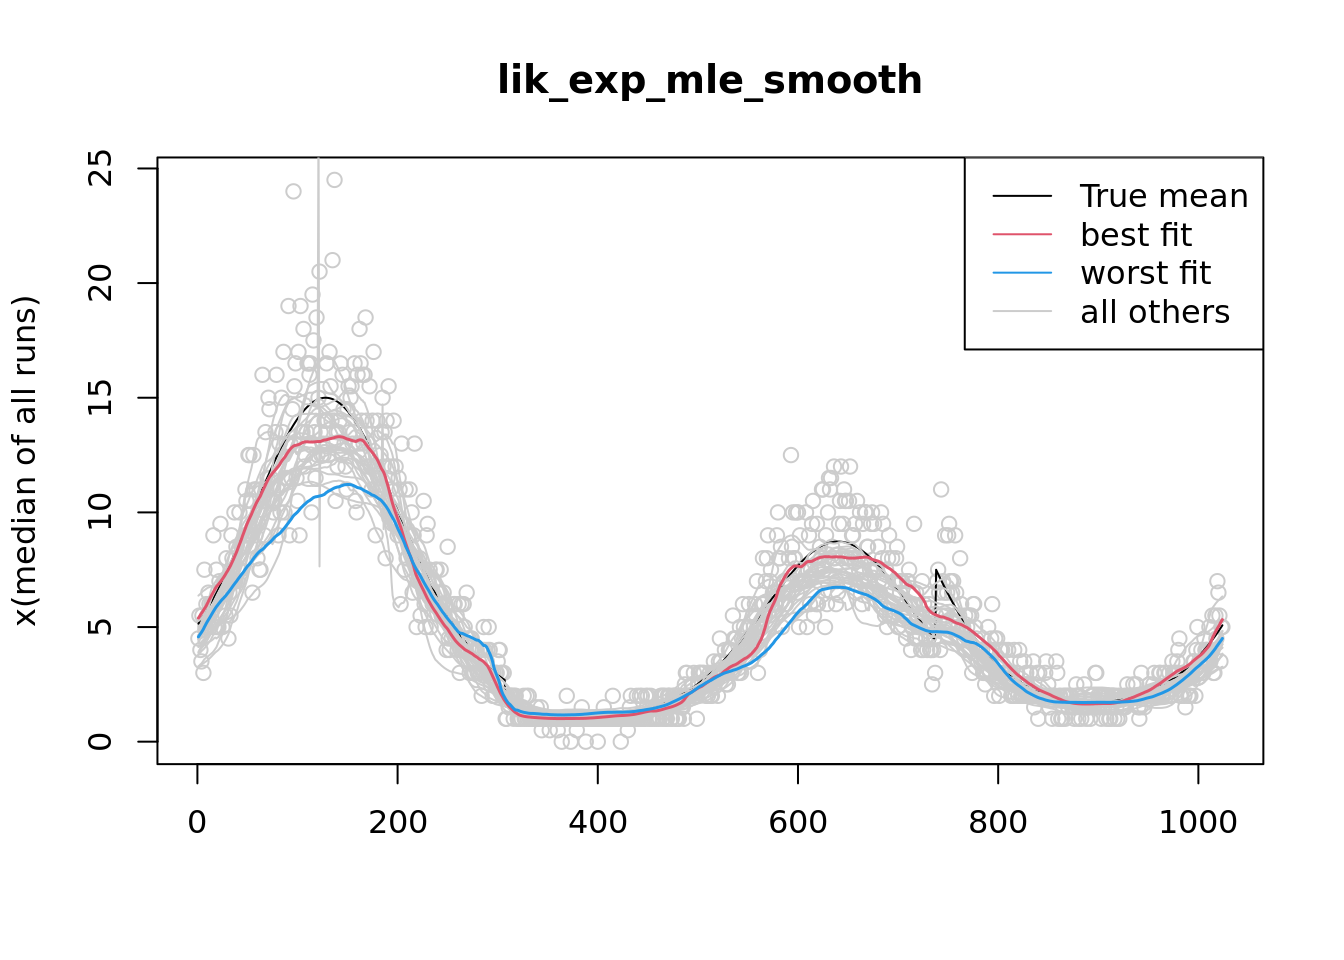 lik_exp_mle_smooth
x(median of all runs)
25
20
15
10
5
0
True mean
best fit
worst fit
all others
0 200 400 600 800 1000